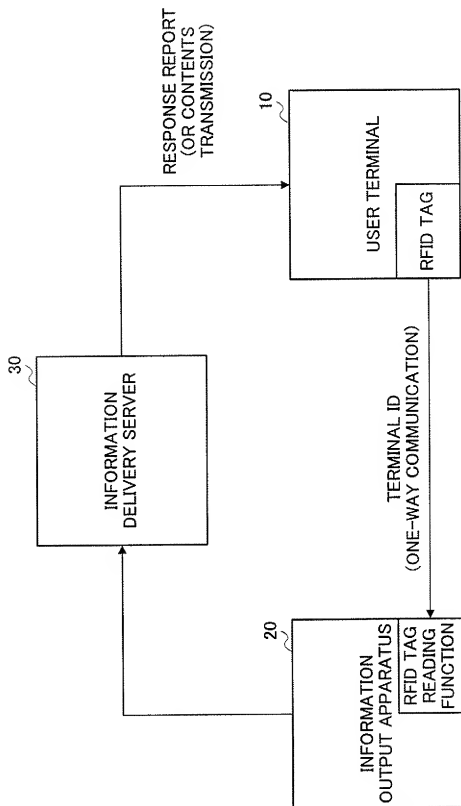 30
INFORMATION
DELIVERY SERVER
RESPONSE REPORT
(OR CONTENTS
TRANSMISSION)
20
INFORMATION
OUTPUT APPARATUS
RFID TAG
READING
FUNCTION
TERMINAL ID
(ONE-WAY COMMUNICATION)
10
USER TERMINAL
RFID TAG